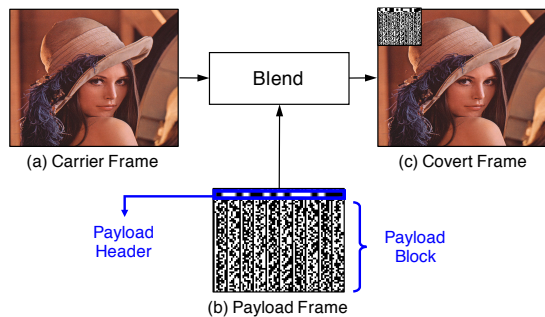 Blend
(a) Carrier Frame
(c) Covert Frame
Payload
Header
Payload
Block
(b) Payload Frame